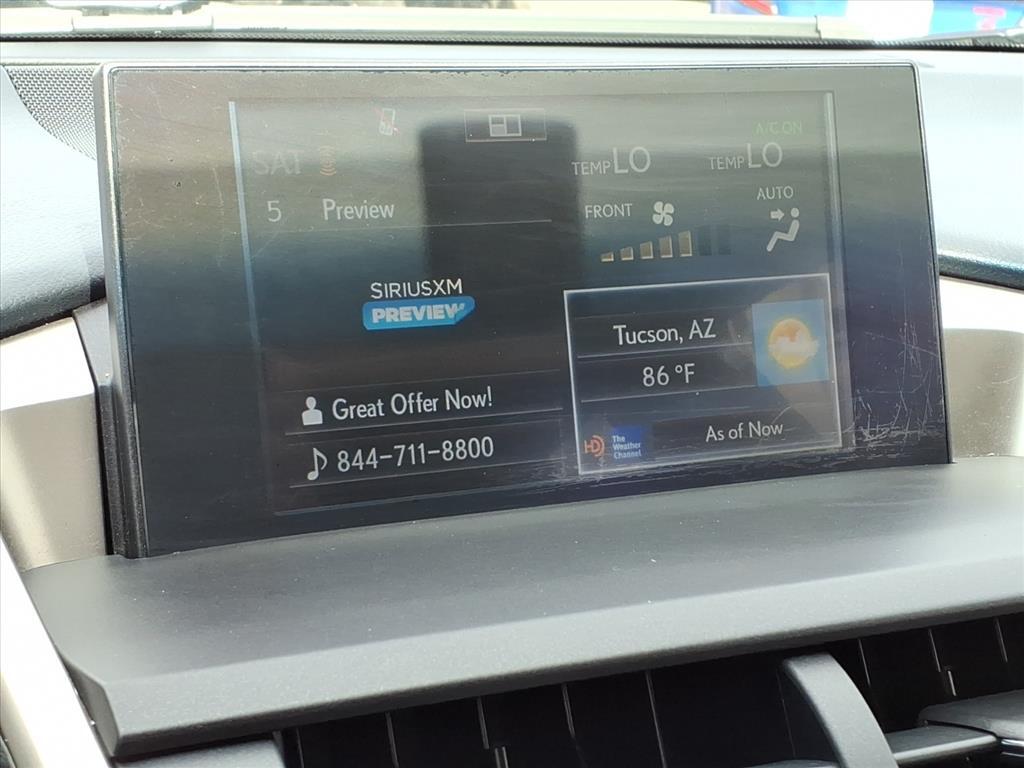 SAT
5 Preview
SIRIUSXM
PREVIEW
Great Offer Now!
844-711-8800
A/C ON
TEMP LO TEMP LO
FRONT AUTO
Tucson, AZ
86 °F
HD The Weather Channel
As of Now